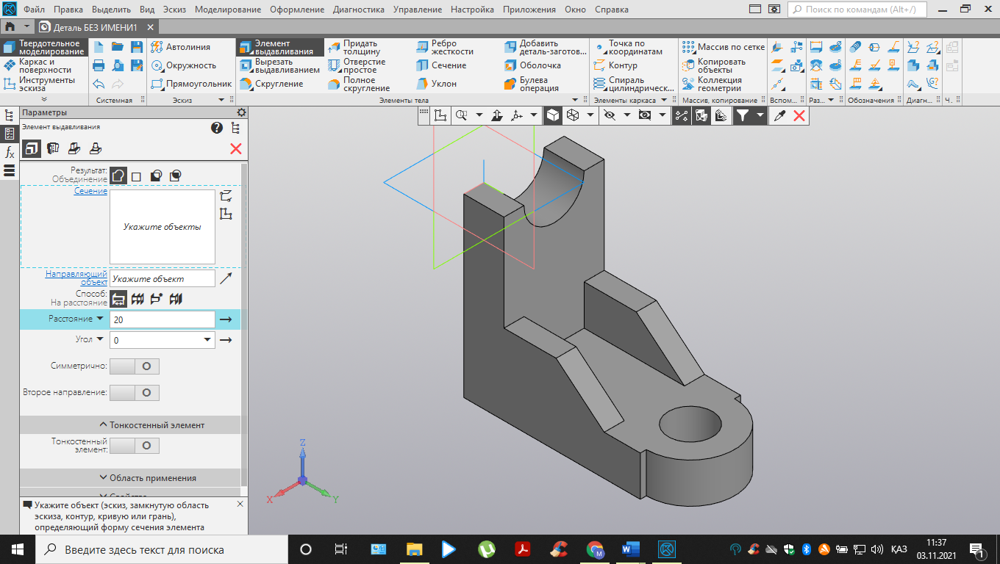 Файл Правка Выделить Вид Эскиз Моделирование Оформление Диагностика Управление Настройка Приложения Окно Справка
Поиск по командам (Alt+/)
Деталь БЕЗ ИМЕНИ1
Твердотельное моделирование
Каркас и поверхности
Инструменты эскиза
Системная
Автолиния
Окружность
Прямоугольник
Эскиз
Элемент выдавливания
Вырезать выдавливанием
Скругление
Придать толщину
Отверстие простое
Полное скругление
Ребро жесткости
Сечение
Уклон
Добавить деталь-заготов...
Оболочка
Булева операция
Элементы тела
Точка по координатам
Контур
Спираль цилиндрическ...
Элементы каркаса
Массив по сетке
Копировать объекты
Коллекция геометрии
Массив, копирование
Вспом...
Раз...
Обозначения
Диагн...
Ч..
Параметры
Элемент выдавливания
Результат:
Объединение
Сечение
Укажите объекты
Направляющий объект
Укажите объект
Способ:
На расстояние
Расстояние
20
Угол
0
Симметрично:
Второе направление:
Тонкостенный элемент
Тонкостенный элемент:
Область применения
Свойства
Укажите объект (эскиз, замкнутую область
эскиза, контур, кривую или грань),
определяющий форму сечения элемента
Z
X
Y
Введите здесь текст для поиска
M
W
ҚАЗ
11:37
03.11.2021
1